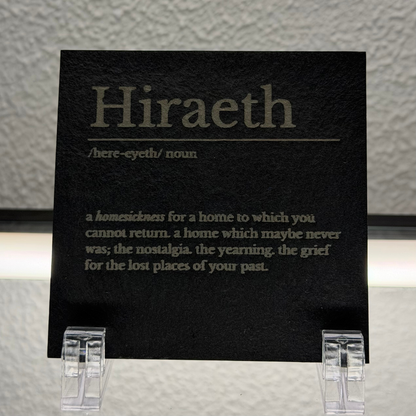 Hiraeth
/here-eyeth/ noun
a homesickness for a home to which you
cannot return. a home which maybe never
was; the nostalgia. the yearning. the grief
for the lost places of your past.